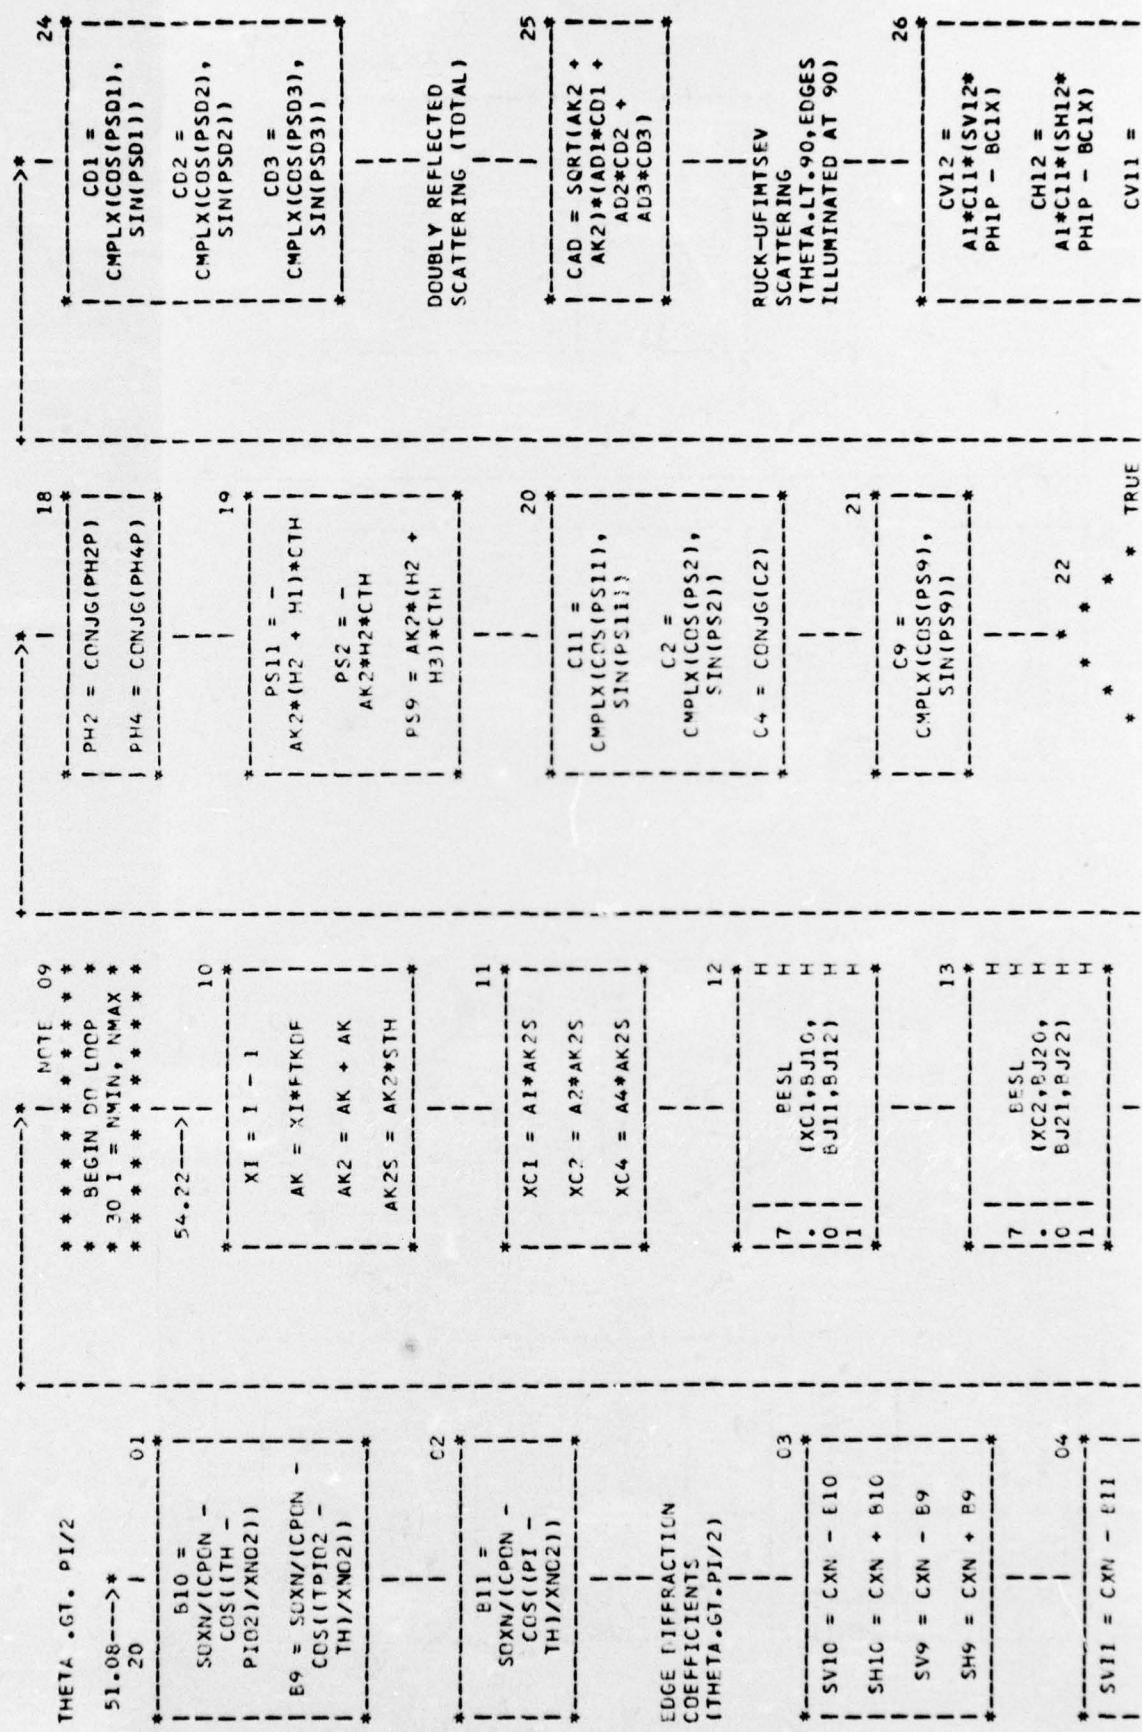 THETA .GT. PI/2
51.08--->*
20 | 01
B10 =
SOXN/(CPON -
COS((TH -
PIO2)/XNO2))
B9 = SOXN/(CPON -
COS((TPIO2 -
TH)/XNO2))
02
B11 =
SOXN/(CPON -
COS((PI -
TH)/XNO2))
EDGE DIFFRACTION
COEFFICIENTS
(THETA.GT.PI/2)
03
SV10 = CXN - B10
SH10 = CXN + B10
SV9 = CXN - B9
SH9 = CXN + B9
04
SV11 = CXN - B11
NOTE 09
* * * * * * * * * * *
* BEGIN DO LOOP *
* 30 I = NMIN, NMAX *
* * * * * * * * * * *
54.22--->|
10
XI = I - 1
AK = XI*FTKDF
AK2 = AK + AK
AK2S = AK2*STH
11
XC1 = A1*AK2S
XC2 = A2*AK2S
XC4 = A4*AK2S
12
|7 | BESL H
|. | (XC1,BJ10, H
|0 | BJ11,BJ12) H
|1 | H
13
|7 | BESL H
|. | (XC2,BJ20, H
|0 | BJ21,BJ22) H
|1 | H
18
PH2 = CONJG(PH2P)
PH4 = CONJG(PH4P)
19
PS11 = -
AK2*(H2 + H1)*CTH
PS2 = -
AK2*H2*CTH
PS9 = AK2*(H2 +
H3)*CTH
20
C11 =
CMPLX(COS(PS11),
SIN(PS11))
C2 =
CMPLX(COS(PS2),
SIN(PS2))
C4 = CONJG(C2)
21
C9 =
CMPLX(COS(PS9),
SIN(PS9))
22
TRUE
24
CD1 =
CMPLX(COS(PSD1),
SIN(PSD1))
CD2 =
CMPLX(COS(PSD2),
SIN(PSD2))
CD3 =
CMPLX(COS(PSD3),
SIN(PSD3))
DOUBLY REFLECTED
SCATTERING (TOTAL)
25
CAD = SQRT(AK2 +
AK2)*(AD1*CD1 +
AD2*CD2 +
AD3*CD3)
RUCK-UFIMTSEV
SCATTERING
(THETA.LT.90,EDGES
ILLUMINATED AT 90)
26
CV12 =
A1*C11*(SV12*
PH1P - BC1X)
CH12 =
A1*C11*(SH12*
PH1P - BC1X)
CV11 =